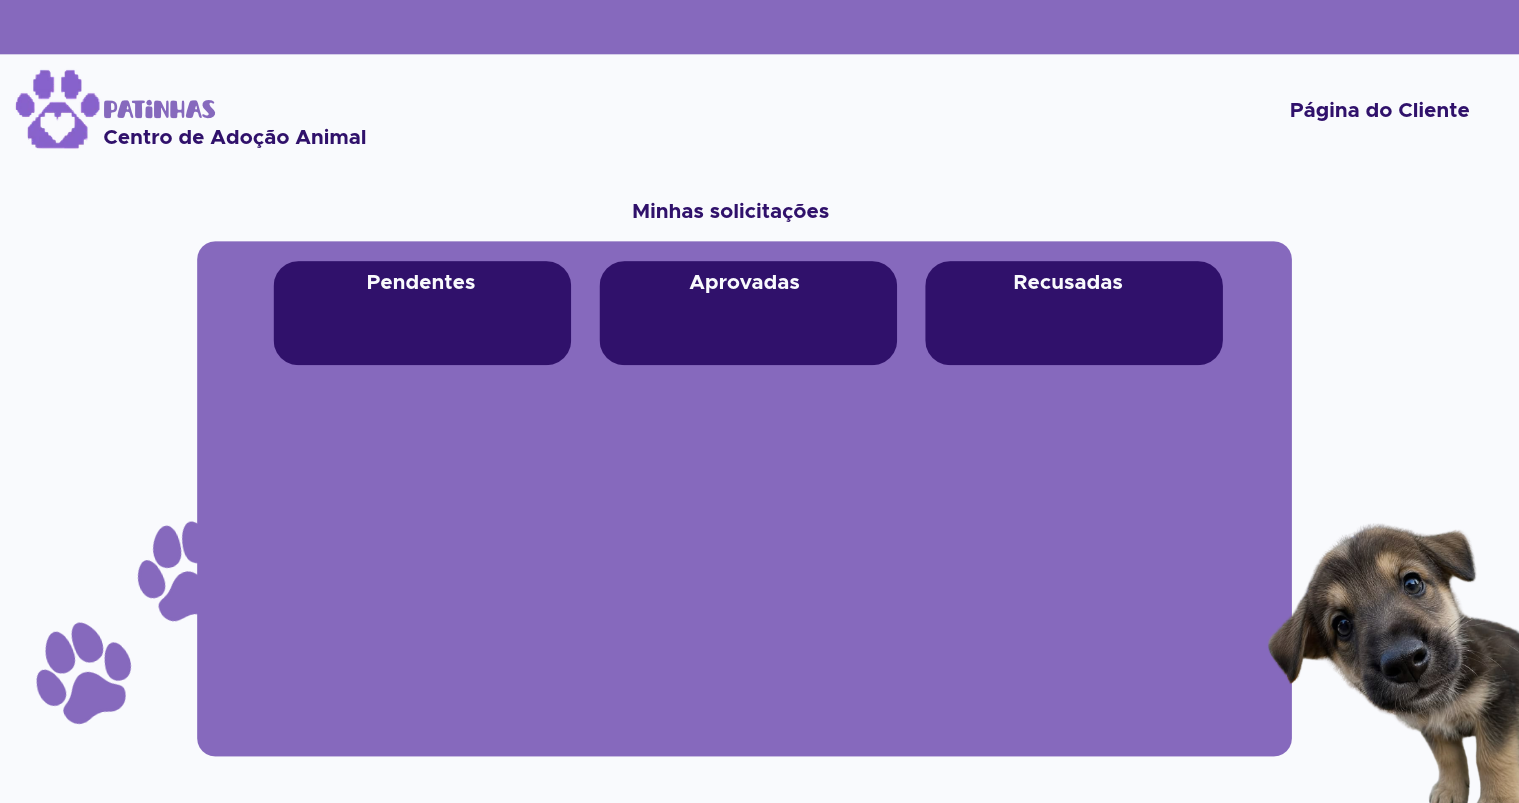 PATINHAS
Centro de Adoção Animal
Página do Cliente
Minhas solicitações
Pendentes
Aprovadas
Recusadas